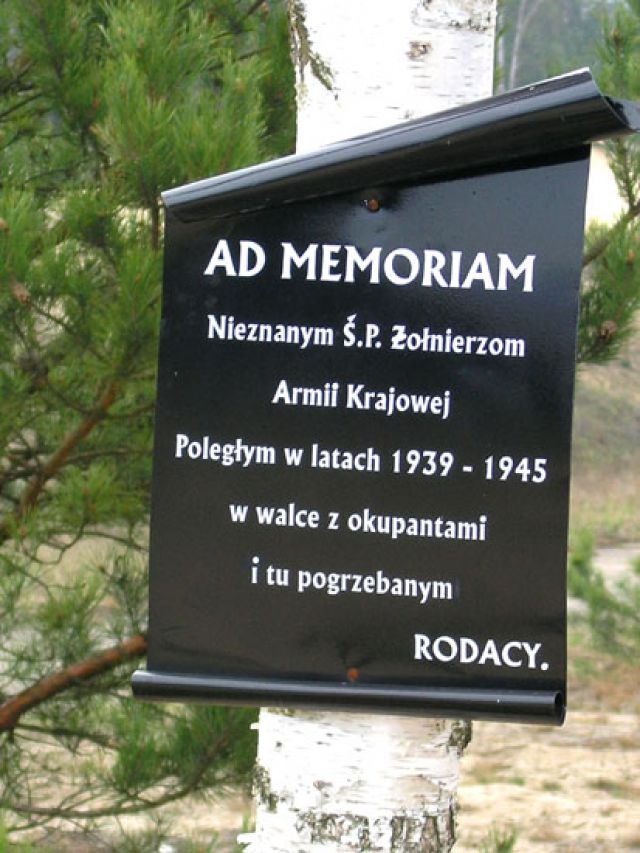 AD MEMORIAM
Nieznanym Ś.P. Żołnierzom
Armii Krajowej
Poległym w latach 1939 - 1945
w walce z okupantami
i tu pogrzebanym
RODACY.